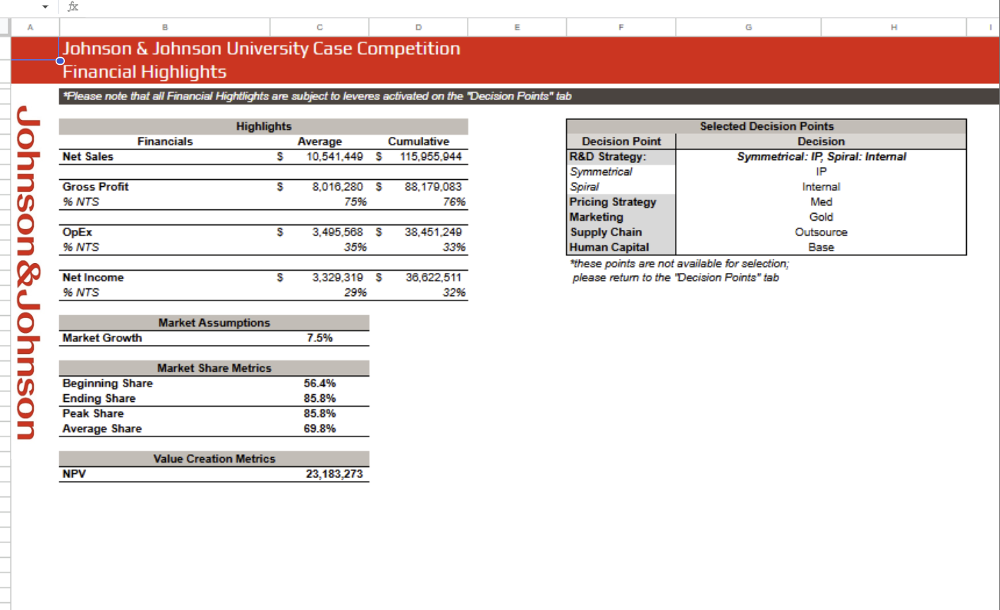 fx
A B C D E F G H I
Johnson & Johnson University Case Competition
Financial Highlights
*Please note that all Financial Hightlights are subject to leveres activated on the "Decision Points" tab
Johnson&Johnson
Highlights
Financials Average Cumulative
Net Sales $ 10,541,449 $ 115,955,944
Gross Profit $ 8,016,280 $ 88,179,083
% NTS 75% 76%
OpEx $ 3,495,568 $ 38,451,249
% NTS 35% 33%
Net Income $ 3,329,319 $ 36,622,511
% NTS 29% 32%
Market Assumptions
Market Growth 7.5%
Market Share Metrics
Beginning Share 56.4%
Ending Share 85.8%
Peak Share 85.8%
Average Share 69.8%
Value Creation Metrics
NPV 23,183,273
Selected Decision Points
Decision Point Decision
R&D Strategy: Symmetrical: IP, Spiral: Internal
Symmetrical IP
Spiral Internal
Pricing Strategy Med
Marketing Gold
Supply Chain Outsource
Human Capital Base
*these points are not available for selection;
please return to the "Decision Points" tab